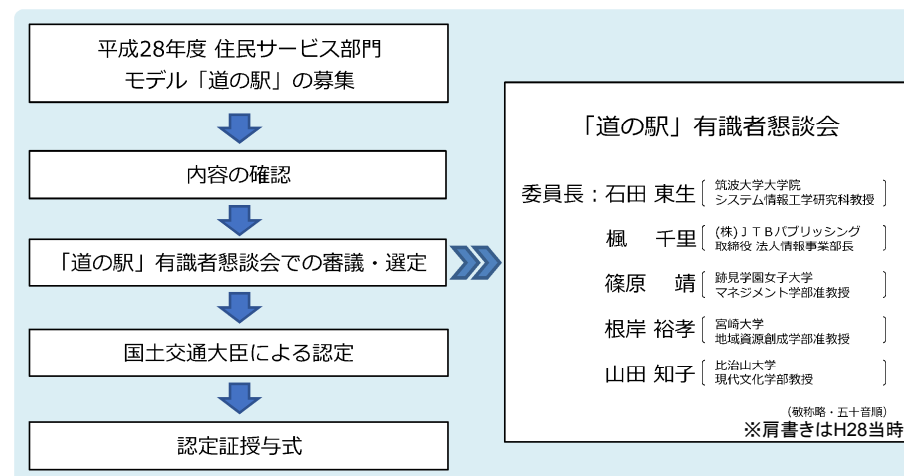 平成28年度 住民サービス部門
モデル「道の駅」の募集
内容の確認
「道の駅」有識者懇談会での審議・選定
国土交通大臣による認定
認定証授与式
「道の駅」有識者懇談会
委員長：石田 東生 筑波大学大学院
システム情報工学研究科教授
楓 千里 (株)ＪＴＢパブリッシング
取締役 法人情報事業部長
篠原 靖 跡見学園女子大学
マネジメント学部准教授
根岸 裕孝 宮崎大学
地域資源創成学部准教授
山田 知子 比治山大学
現代文化学部教授
(敬称略・五十音順)
※肩書きはH28当時